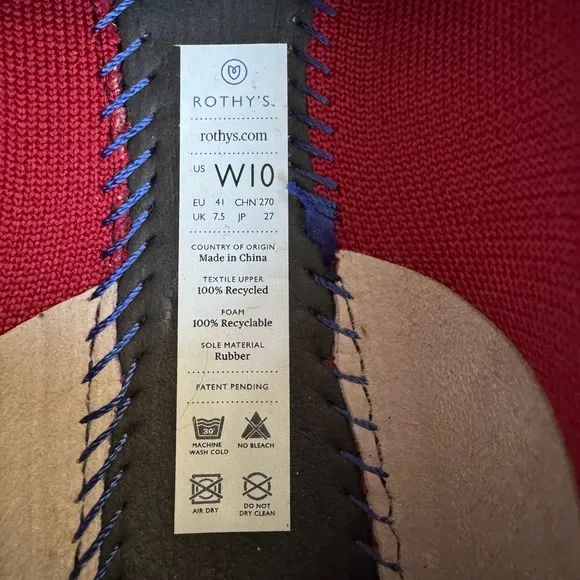 ROTHY'S™
rothys.com
US W10
EU 41 CHN 270
UK 7.5 JP 27
COUNTRY OF ORIGIN
Made in China
TEXTILE UPPER
100% Recycled
FOAM
100% Recyclable
SOLE MATERIAL
Rubber
PATENT PENDING
30°
MACHINE WASH COLD
NO BLEACH
AIR DRY
DO NOT DRY CLEAN